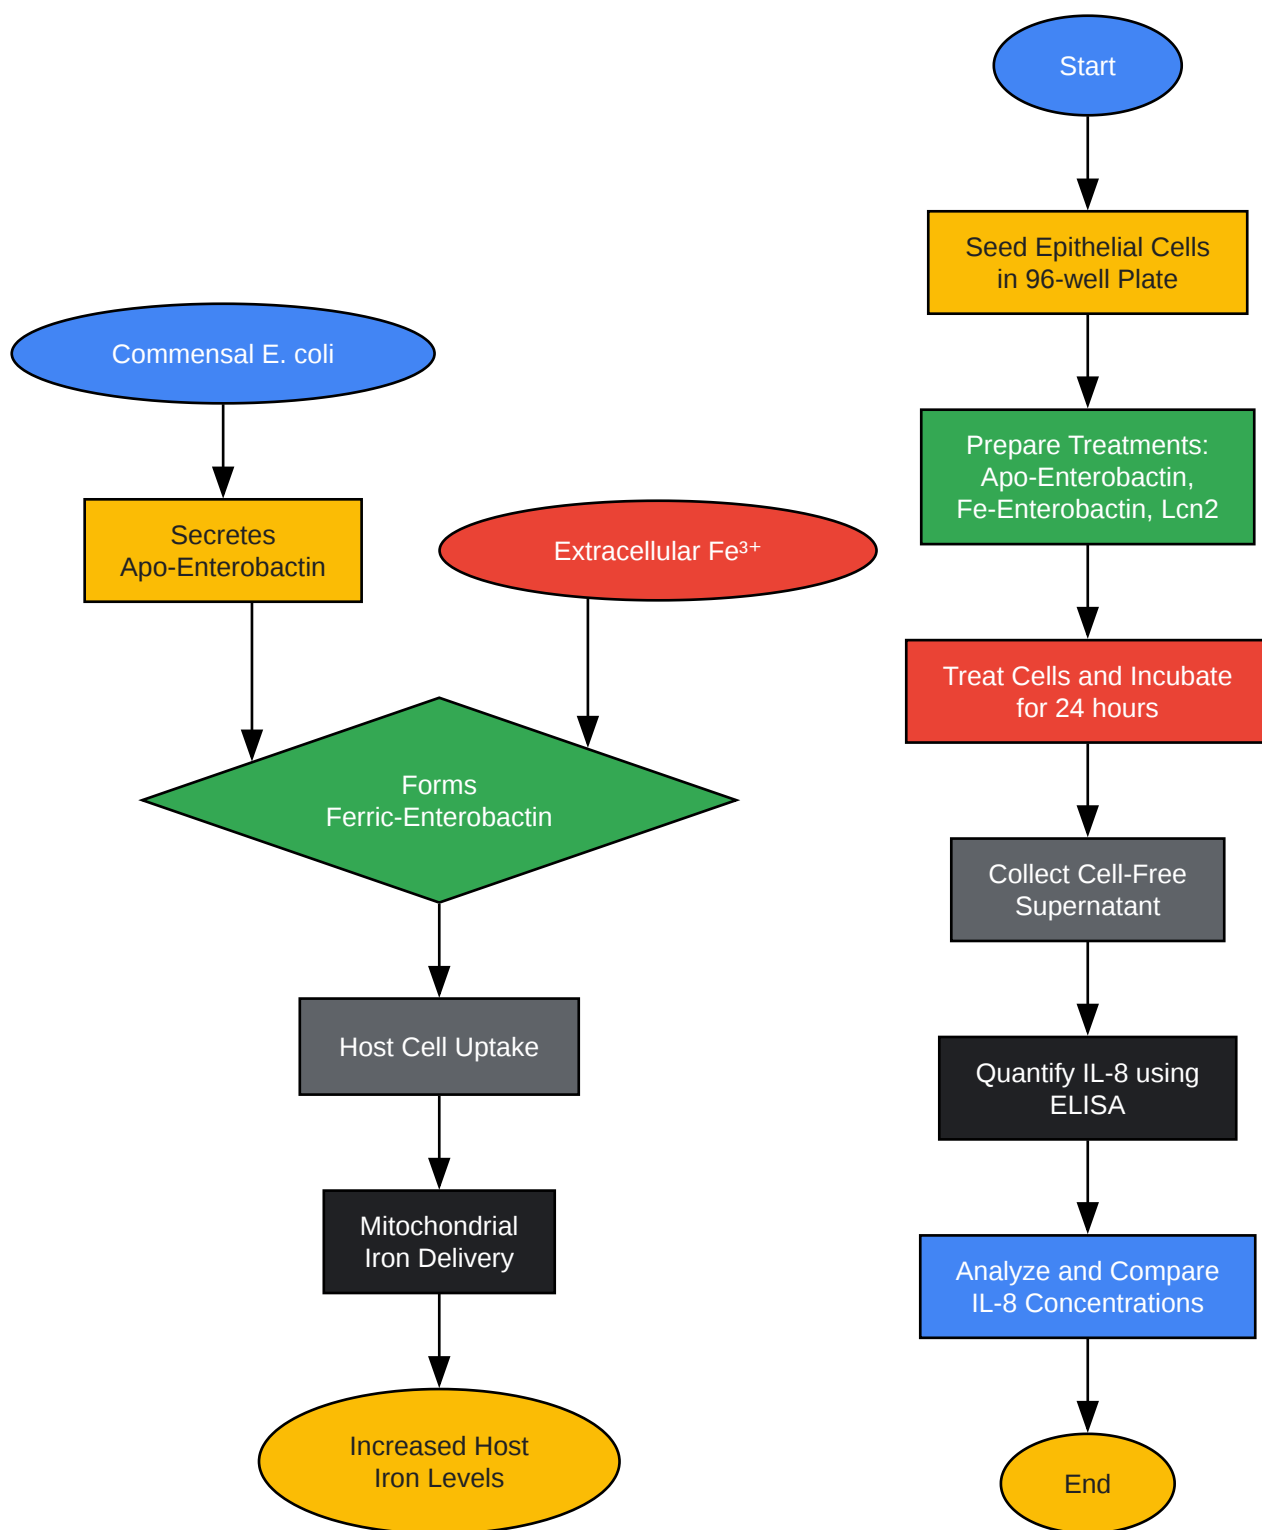 Commensal E. coli
Secretes
Apo-Enterobactin
Extracellular Fe³⁺
Forms
Ferric-Enterobactin
Host Cell Uptake
Mitochondrial
Iron Delivery
Increased Host
Iron Levels
Start
Seed Epithelial Cells
in 96-well Plate
Prepare Treatments:
Apo-Enterobactin,
Fe-Enterobactin, Lcn2
Treat Cells and Incubate
for 24 hours
Collect Cell-Free
Supernatant
Quantify IL-8 using
ELISA
Analyze and Compare
IL-8 Concentrations
End